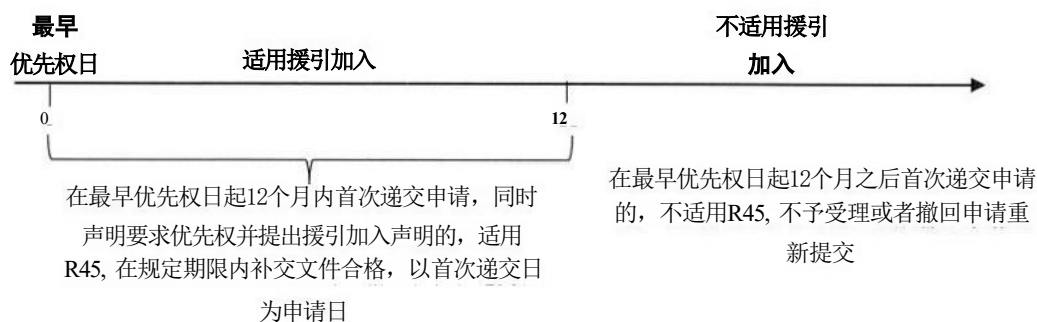 最早
优先权日
适用援引加入
不适用援引
加入
0
12
在最早优先权日起12个月内首次递交申请，同时
声明要求优先权并提出援引加入声明的，适用
R45, 在规定期限内补交文件合格，以首次递交日
为申请日
在最早优先权日起12个月之后首次递交申请
的，不适用R45, 不予受理或者撤回申请重
新提交